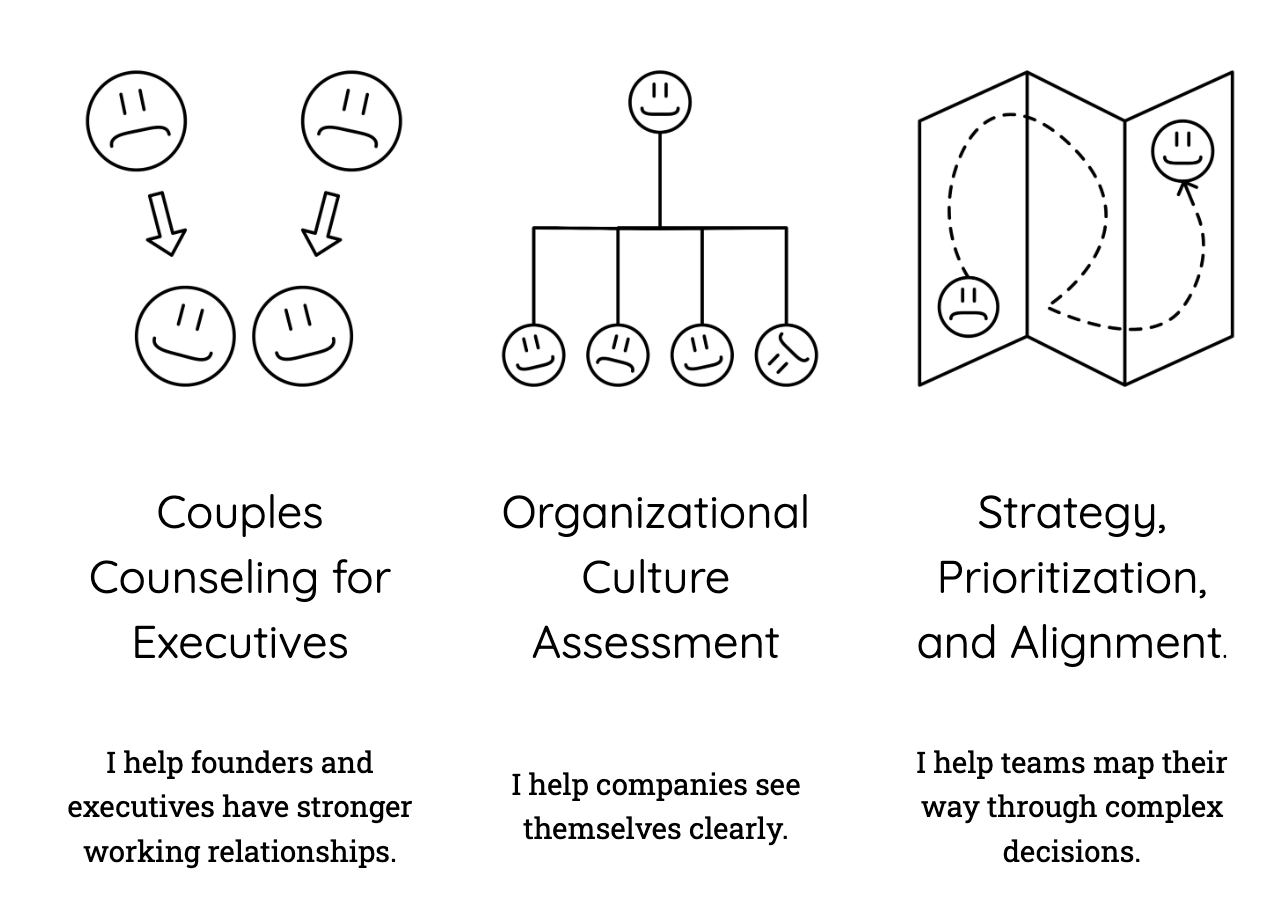 Couples
Counseling for
Executives
I help founders and
executives have stronger
working relationships.
Organizational
Culture
Assessment
I help companies see
themselves clearly.
Strategy,
Prioritization,
and Alignment.
I help teams map their
way through complex
decisions.